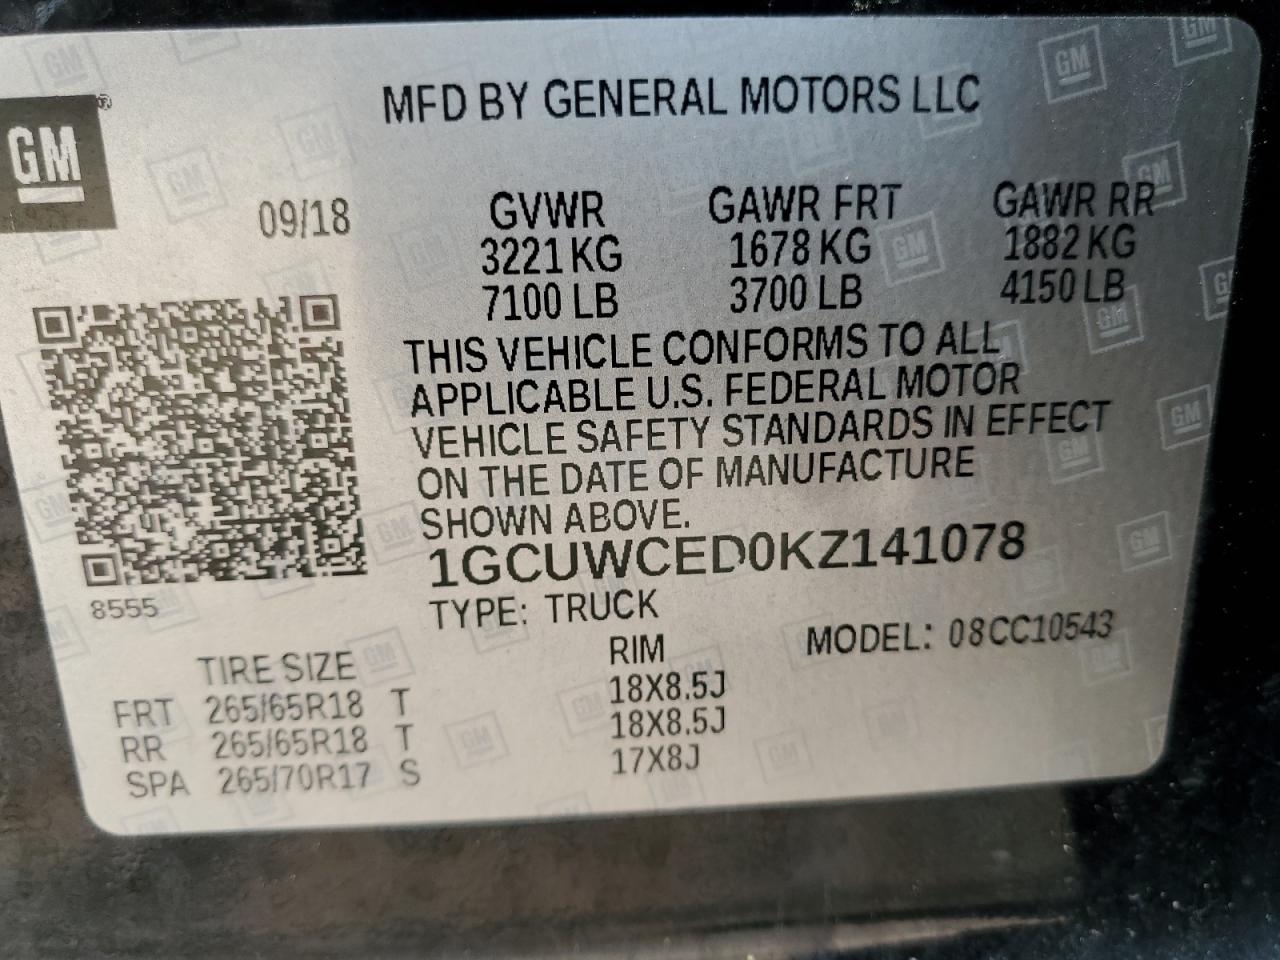 GM
MFD BY GENERAL MOTORS LLC
09/18
GVWR GAWR FRT GAWR RR
3221 KG 1678 KG 1882 KG
7100 LB 3700 LB 4150 LB
THIS VEHICLE CONFORMS TO ALL
APPLICABLE U.S. FEDERAL MOTOR
VEHICLE SAFETY STANDARDS IN EFFECT
ON THE DATE OF MANUFACTURE
SHOWN ABOVE.
1GCUWCED0KZ141078
8555
TYPE: TRUCK
MODEL: 08CC10543
TIRE SIZE RIM
FRT 265/65R18 T 18X8.5J
RR 265/65R18 T 18X8.5J
SPA 265/70R17 S 17X8J